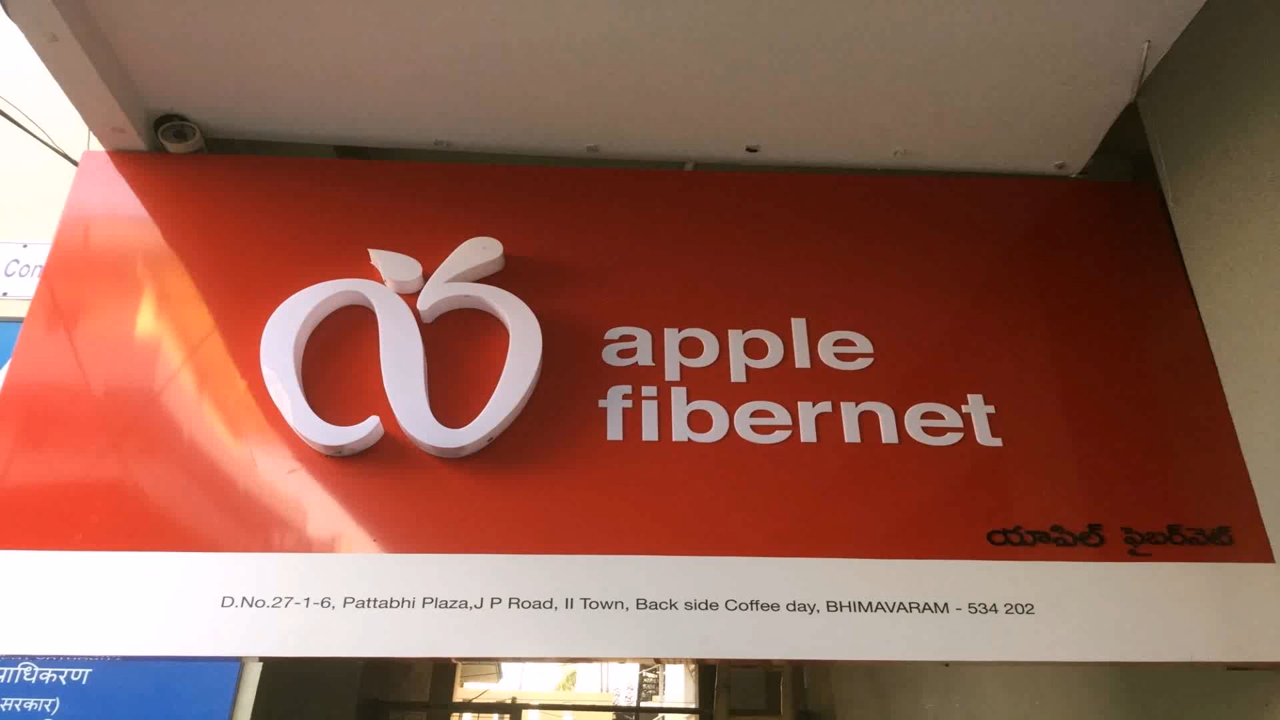 Con
apple
fibernet
యాపిల్ ఫైబర్‌నెట్
D.No.27-1-6, Pattabhi Plaza,J P Road, II Town, Back side Coffee day, BHIMAVARAM - 534 202
प्राधिकरण
सरकार)